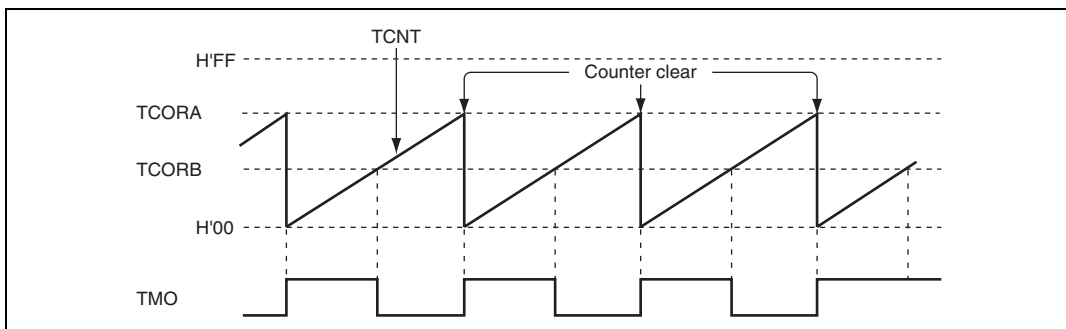 TCNT
H'FF
Counter clear
TCORA
TCORB
H'00
TMO